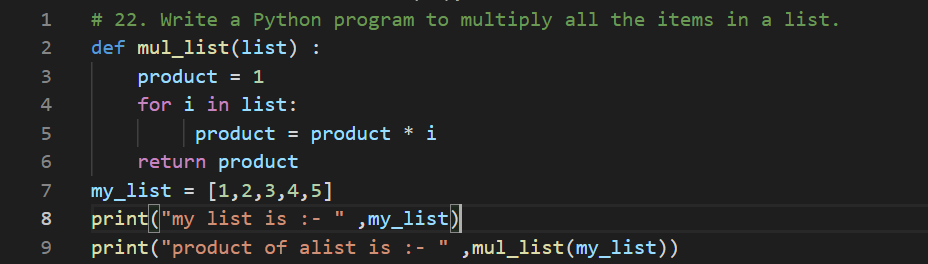 1 # 22. Write a Python program to multiply all the items in a list.
2 def mul_list(list) :
3     product = 1
4     for i in list:
5         product = product * i
6     return product
7 my_list = [1,2,3,4,5]
8 print("my list is :- " ,my_list)
9 print("product of alist is :- " ,mul_list(my_list))